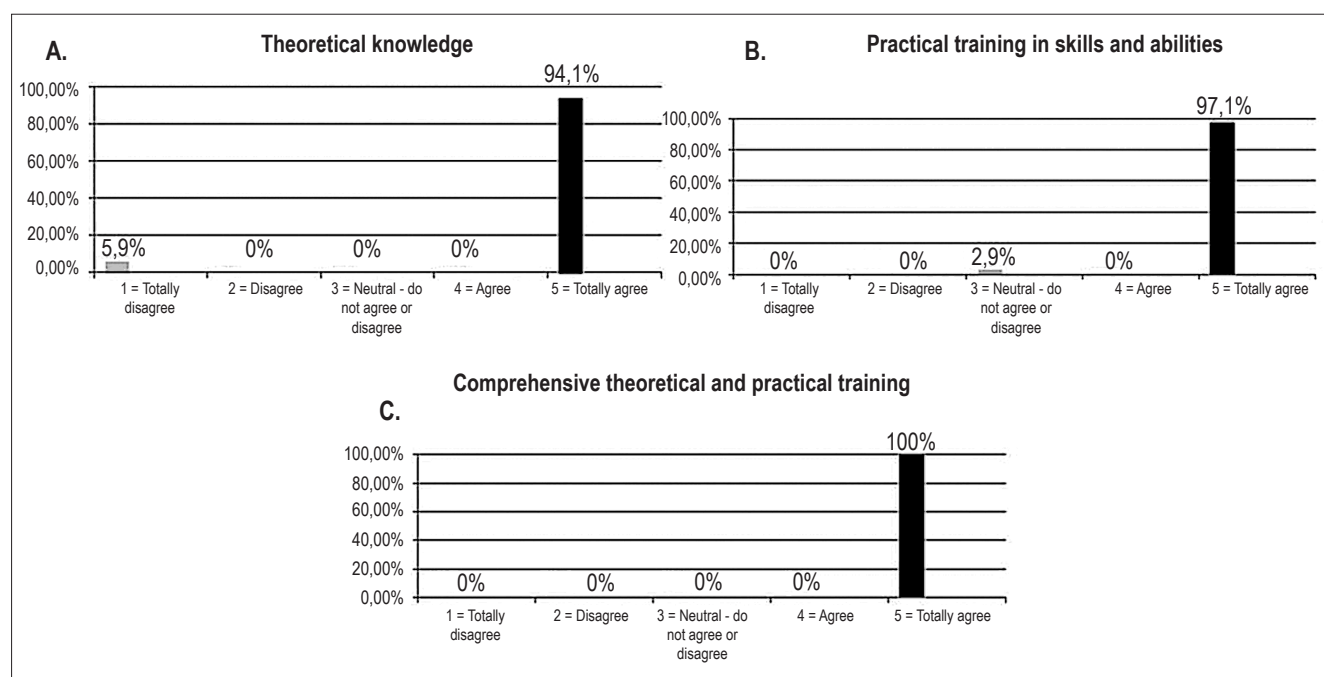 A.
Theoretical knowledge
94,1%
100,00%
80,00%
60,00%
40,00%
20,00%
0,00%
5,9%
0%
0%
0%
1 = Totally
disagree
2 = Disagree
3 = Neutral - do
not agree or
disagree
4 = Agree
5 = Totally agree
B.
Practical training in skills and abilities
97,1%
100,00%
80,00%
60,00%
40,00%
20,00%
0,00%
0%
0%
2,9%
0%
1 = Totally
disagree
2 = Disagree
3 = Neutral - do
not agree or
disagree
4 = Agree
5 = Totally agree
Comprehensive theoretical and practical training
C.
100%
100,00%
80,00%
60,00%
40,00%
20,00%
0,00%
0%
0%
0%
0%
1 = Totally
disagree
2 = Disagree
3 = Neutral - do
not agree or
disagree
4 = Agree
5 = Totally agree